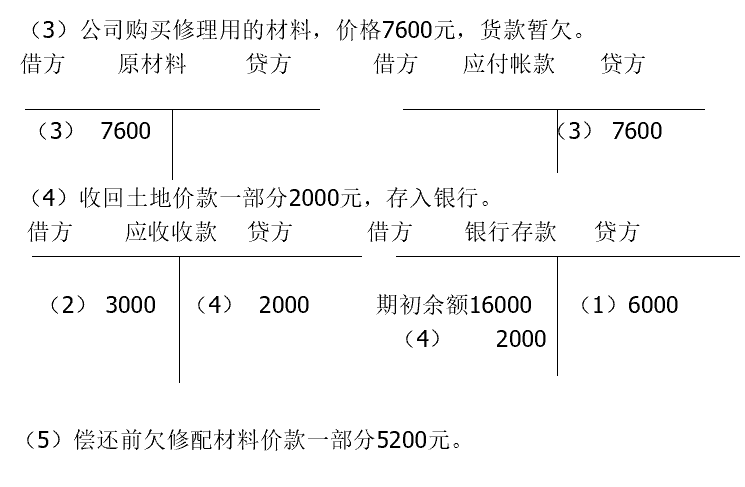 （3）公司购买修理用的材料，价格7600元，货款暂欠。
借方 原材料 贷方 借方 应付帐款 贷方
（3） 7600 （3） 7600
（4）收回土地价款一部分2000元，存入银行。
借方 应收收款 贷方 借方 银行存款 贷方
（2） 3000 （4） 2000 期初余额16000 （1）6000
（4） 2000
（5）偿还前欠修配材料价款一部分5200元。